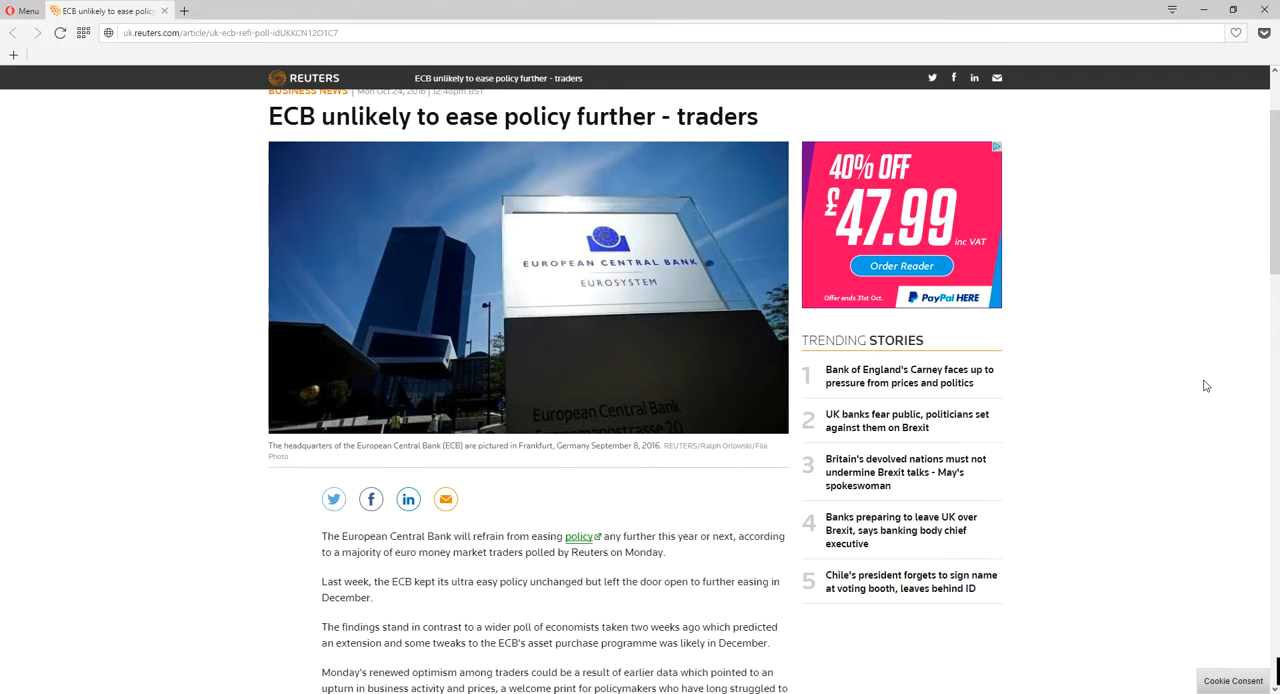 Menu
ECB unlikely to ease policy
uk.reuters.com/article/uk-ecb-refi-poll-idUKKCN12O1C7
REUTERS
ECB unlikely to ease policy further - traders
BUSINESS NEWS | Mon Oct 24, 2016 | 12:48pm BST
ECB unlikely to ease policy further - traders
EUROPEAN CENTRAL BANK
EUROSYSTEM
European Central Bank
The headquarters of the European Central Bank (ECB) are pictured in Frankfurt, Germany September 8, 2016. REUTERS/Ralph Orlowski/File
Photo
The European Central Bank will refrain from easing policy any further this year or next, according
to a majority of euro money market traders polled by Reuters on Monday.
Last week, the ECB kept its ultra easy policy unchanged but left the door open to further easing in
December.
The findings stand in contrast to a wider poll of economists taken two weeks ago which predicted
an extension and some tweaks to the ECB's asset purchase programme was likely in December.
Monday's renewed optimism among traders could be a result of earlier data which pointed to an
upturn in business activity and prices, a welcome print for policymakers who have long struggled to
40% OFF
£47.99
inc VAT
Order Reader
Offer ends 31st Oct.
PayPal HERE
TRENDING STORIES
1 Bank of England's Carney faces up to
pressure from prices and politics
2 UK banks fear public, politicians set
against them on Brexit
3 Britain's devolved nations must not
undermine Brexit talks - May's
spokeswoman
4 Banks preparing to leave UK over
Brexit, says banking body chief
executive
5 Chile's president forgets to sign name
at voting booth, leaves behind ID
Cookie Consent